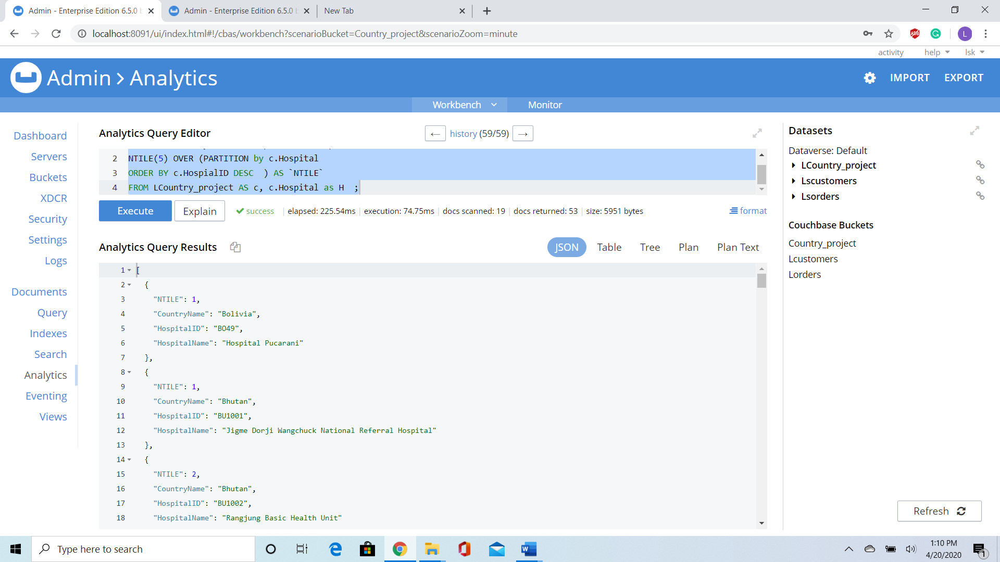 Admin - Enterprise Edition 6.5.0 b
Admin - Enterprise Edition 6.5.0 b
New Tab
localhost:8091/ui/index.html#!/cbas/workbench?scenarioBucket=Country_project&scenarioZoom=minute
L
activity help lsk
Admin > Analytics
IMPORT EXPORT
Workbench Monitor
Dashboard
Servers
Buckets
XDCR
Security
Settings
Logs
Documents
Query
Indexes
Search
Analytics
Eventing
Views
Analytics Query Editor
← history (59/59) →
2 NTILE(5) OVER (PARTITION by c.Hospital
3 ORDER BY c.HospialID DESC  ) AS `NTILE`
4 FROM LCountry_project AS c, c.Hospital as H  ;
Execute Explain success | elapsed: 225.54ms | execution: 74.75ms | docs scanned: 19 | docs returned: 53 | size: 5951 bytes
format
Analytics Query Results
JSON Table Tree Plan Plan Text
1 [
2 {
3 "NTILE": 1,
4 "CountryName": "Bolivia",
5 "HospitalID": "BO49",
6 "HospitalName": "Hospital Pucarani"
7 },
8 {
9 "NTILE": 1,
10 "CountryName": "Bhutan",
11 "HospitalID": "BU1001",
12 "HospitalName": "Jigme Dorji Wangchuck National Referral Hospital"
13 },
14 {
15 "NTILE": 2,
16 "CountryName": "Bhutan",
17 "HospitalID": "BU1002",
18 "HospitalName": "Rangjung Basic Health Unit"
Datasets
Dataverse: Default
LCountry_project
Lscustomers
Lsorders
Couchbase Buckets
Country_project
Lcustomers
Lorders
Refresh
Type here to search
1:10 PM
4/20/2020
1